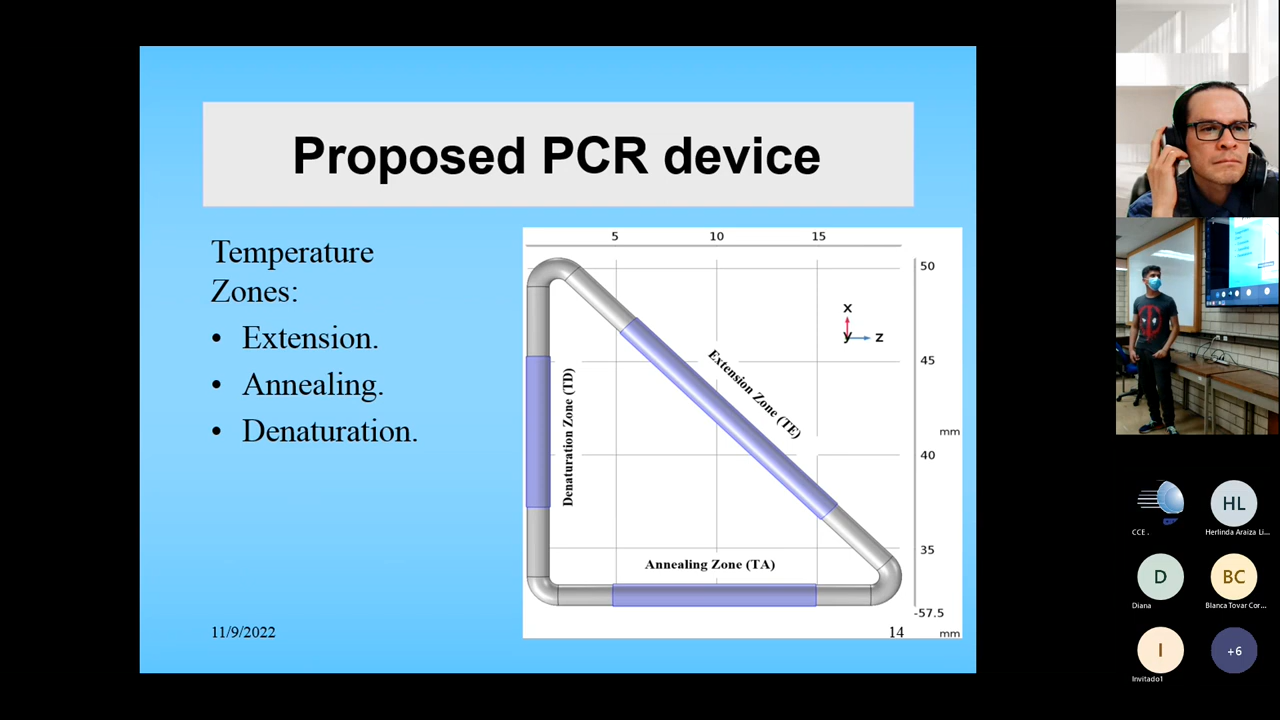 Proposed PCR device
Temperature
Zones:
• Extension.
• Annealing.
• Denaturation.
11/9/2022
5 10 15
50
45
mm
40
35
-57.5
mm
x
y z
Extension Zone (TE)
Denaturation Zone (TD)
Annealing Zone (TA)
14
CCE .
HL
Herlinda Araiza Li...
D
Diana
BC
Blanca Tovar Cor...
I
Invitado1
+6